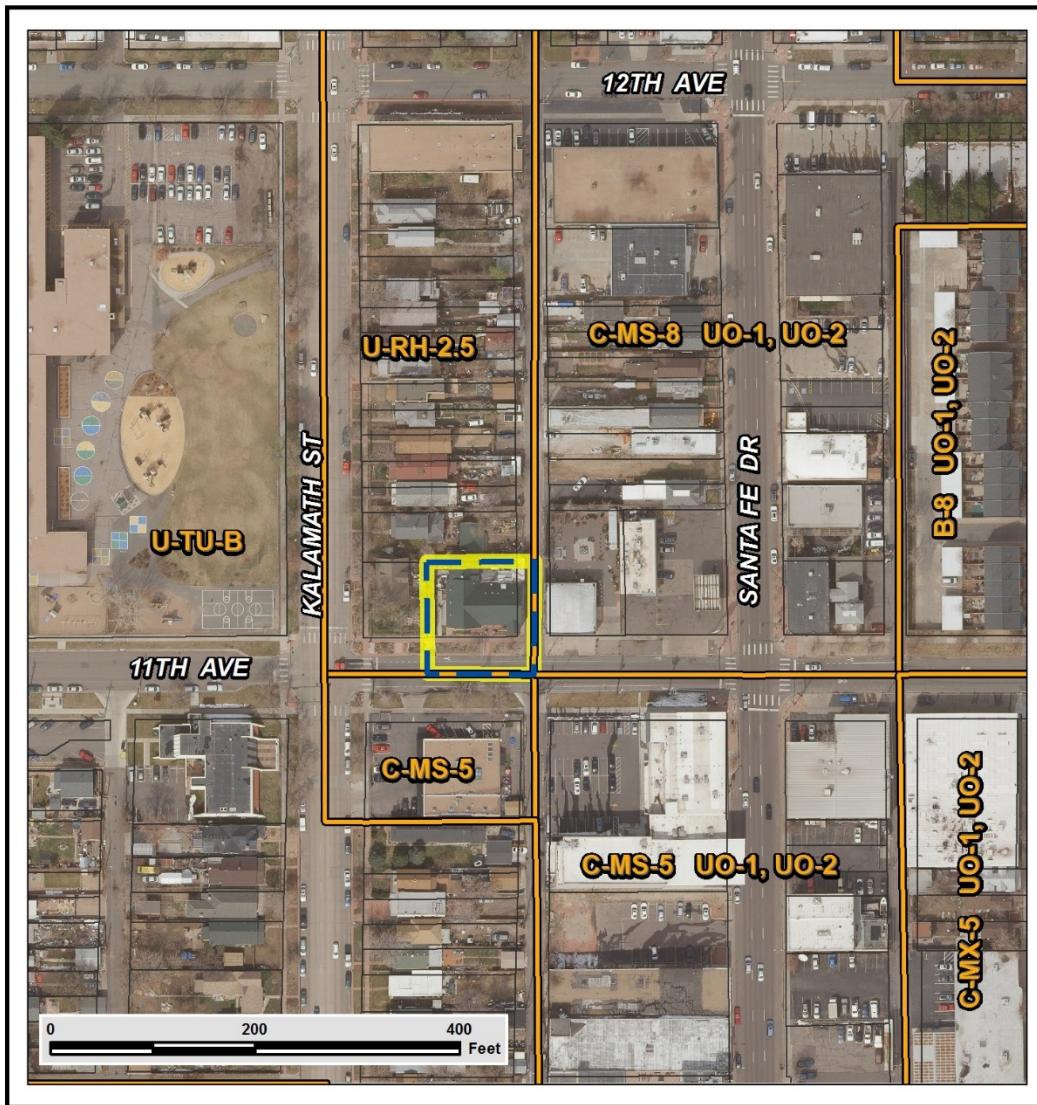 12TH AVE
U-RH-2.5
C-MS-8 UO-1, UO-2
B-8 UO-1, UO-2
SANTA FE DR
KALAMATH ST
U-TU-B
11TH AVE
C-MS-5
C-MS-5 UO-1, UO-2
C-MX-5 UO-1, UO-2
0 200 400
Feet